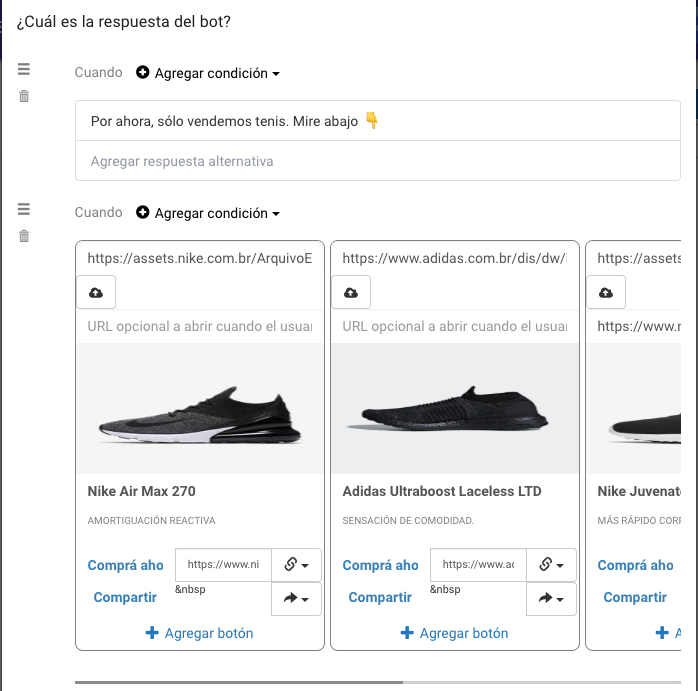 ¿Cuál es la respuesta del bot?
Cuando Agregar condición
Por ahora, sólo vendemos tenis. Mire abajo 👇
Agregar respuesta alternativa
Cuando Agregar condición
https://assets.nike.com.br/ArquivoE https://www.adidas.com.br/dis/dw/i https://assets
URL opcional a abrir cuando el usuar URL opcional a abrir cuando el usuar https://www.n
Nike Air Max 270 Adidas Ultraboost Laceless LTD Nike Juvenat
AMORTIGUACIÓN REACTIVA SENSACIÓN DE COMODIDAD. MÁS RÁPIDO CORR
Comprá aho https://www.ni Comprá aho https://www.ac Comprá aho
Compartir &nbsp Compartir &nbsp Compartir
Agregar botón Agregar botón A